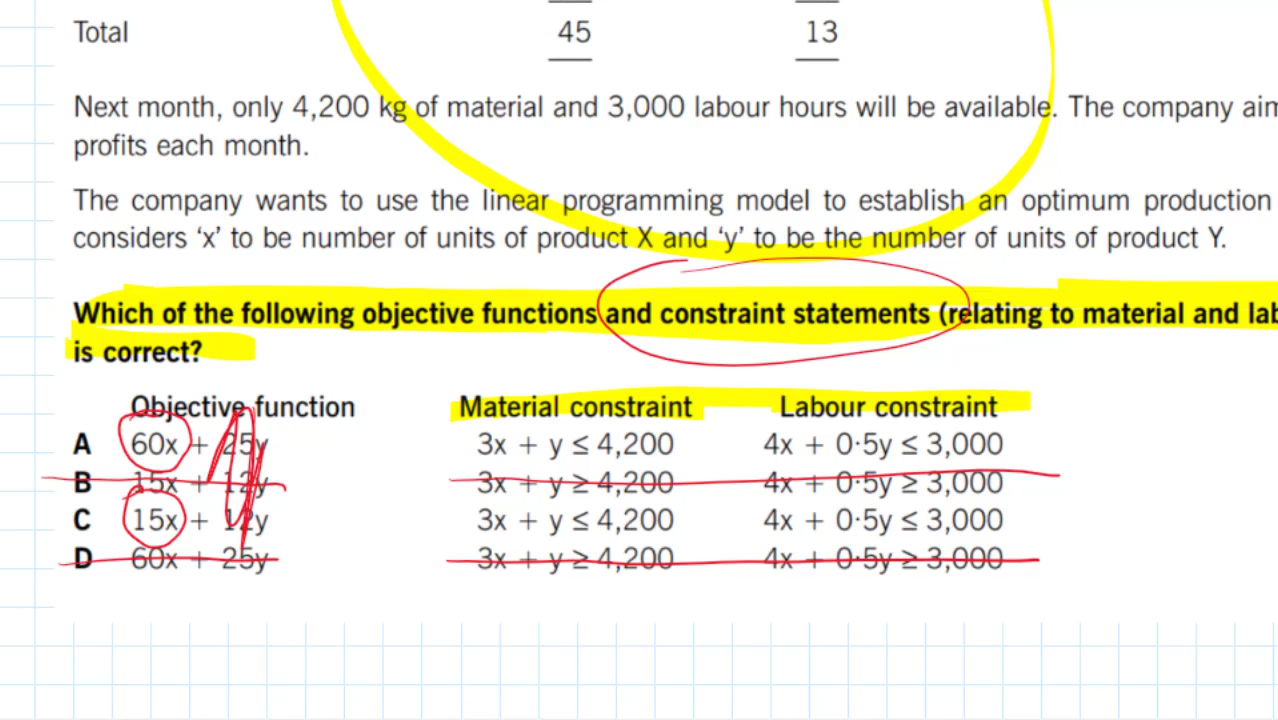 Total 45 13
Next month, only 4,200 kg of material and 3,000 labour hours will be available. The company aim
profits each month.
The company wants to use the linear programming model to establish an optimum production
considers ‘x’ to be number of units of product X and ‘y’ to be the number of units of product Y.
Which of the following objective functions and constraint statements (relating to material and lab
is correct?
Objective function Material constraint Labour constraint
A 60x + 25y 3x + y ≤ 4,200 4x + 0·5y ≤ 3,000
B 15x + 12y 3x + y ≥ 4,200 4x + 0·5y ≥ 3,000
C 15x + 12y 3x + y ≤ 4,200 4x + 0·5y ≤ 3,000
D 60x + 25y 3x + y ≥ 4,200 4x + 0·5y ≥ 3,000